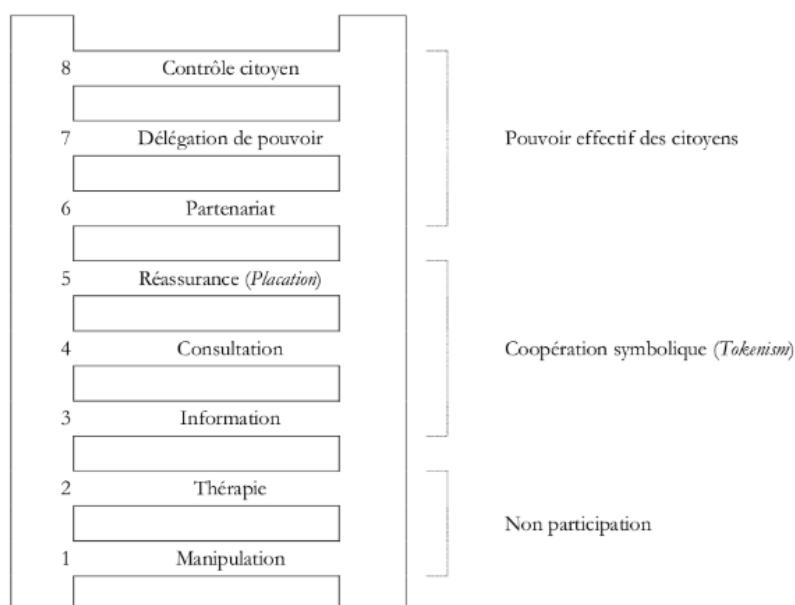 8 Contrôle citoyen
7 Délégation de pouvoir
Pouvoir effectif des citoyens
6 Partenariat
5 Réassurance (Placation)
4 Consultation
Coopération symbolique (Tokenism)
3 Information
2 Thérapie
Non participation
1 Manipulation